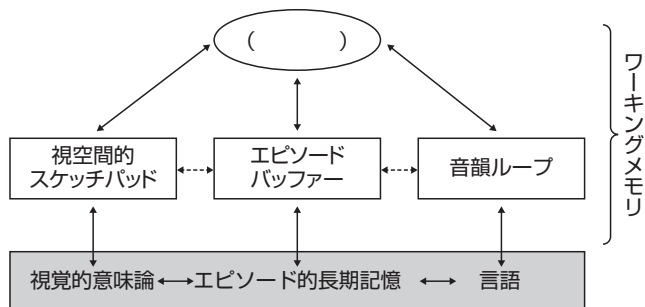 (　　　)
視空間的
スケッチパッド
エピソード
バッファー
音韻ループ
視覚的意味論
エピソード的長期記憶
言語
ワーキングメモリ